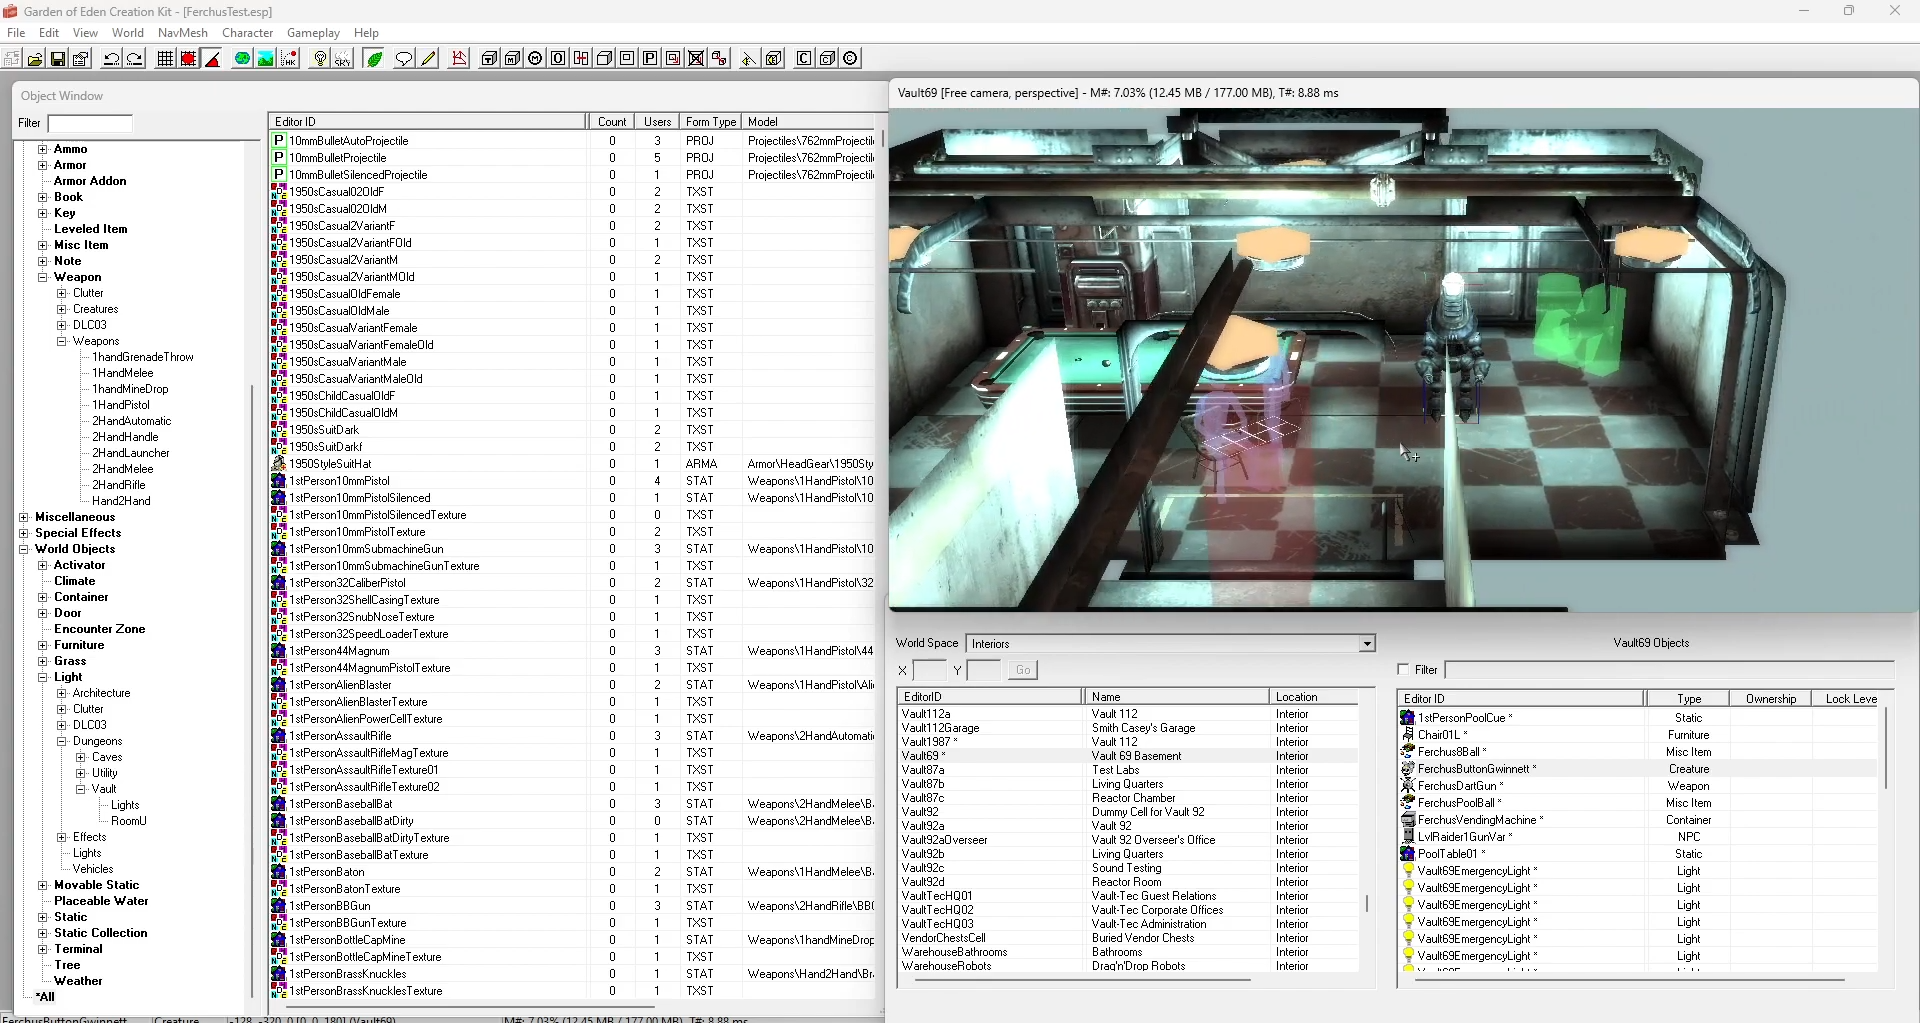 Garden of Eden Creation Kit - [FerchusTest.esp]
File Edit View World NavMesh Character Gameplay Help
Object Window
Filter
Ammo
Armor
Armor Addon
Book
Key
Leveled Item
Misc Item
Note
Weapon
Clutter
Creatures
DLC03
Weapons
1handGrenadeThrow
1HandMelee
1handMineDrop
1HandPistol
2HandAutomatic
2HandHandle
2HandLauncher
2HandMelee
2HandRifle
Hand2Hand
Miscellaneous
Special Effects
World Objects
Activator
Climate
Container
Door
Encounter Zone
Furniture
Grass
Light
Architecture
Clutter
DLC03
Dungeons
Caves
Utility
Vault
Lights
RoomU
Effects
Lights
Vehicles
Movable Static
Placeable Water
Static
Static Collection
Terminal
Tree
Weather
*All
Editor ID Count Users Form Type Model
10mmBulletAutoProjectile 0 3 PROJ Projectiles\762mmProjectil
10mmBulletProjectile 0 5 PROJ Projectiles\762mmProjectil
10mmBulletSilencedProjectile 0 1 PROJ Projectiles\762mmProjectil
1950sCasual02OldF 0 2 TXST
1950sCasual02OldM 0 2 TXST
1950sCasual2VariantF 0 2 TXST
1950sCasual2VariantFOld 0 1 TXST
1950sCasual2VariantM 0 2 TXST
1950sCasual2VariantMOld 0 1 TXST
1950sCasualOldFemale 0 1 TXST
1950sCasualOldMale 0 1 TXST
1950sCasualVariantFemale 0 1 TXST
1950sCasualVariantFemaleOld 0 1 TXST
1950sCasualVariantMale 0 1 TXST
1950sCasualVariantMaleOld 0 1 TXST
1950sChildCasualOldF 0 1 TXST
1950sChildCasualOldM 0 1 TXST
1950sSuitDark 0 2 TXST
1950sSuitDarkf 0 2 TXST
1950StyleSuitHat 0 1 ARMA Armor\HeadGear\1950Sty
1stPerson10mmPistol 0 4 STAT Weapons\1HandPistol\10
1stPerson10mmPistolSilenced 0 1 STAT Weapons\1HandPistol\10
1stPerson10mmPistolSilencedTexture 0 0 TXST
1stPerson10mmPistolTexture 0 2 TXST
1stPerson10mmSubmachineGun 0 3 STAT Weapons\1HandPistol\10
1stPerson10mmSubmachineGunTexture 0 1 TXST
1stPerson32CaliberPistol 0 2 STAT Weapons\1HandPistol\32
1stPerson32ShellCasingTexture 0 1 TXST
1stPerson32SnubNoseTexture 0 1 TXST
1stPerson32SpeedLoaderTexture 0 1 TXST
1stPerson44Magnum 0 3 STAT Weapons\1HandPistol\44
1stPerson44MagnumPistolTexture 0 1 TXST
1stPersonAlienBlaster 0 2 STAT Weapons\1HandPistol\Ali
1stPersonAlienBlasterTexture 0 1 TXST
1stPersonAlienPowerCellTexture 0 1 TXST
1stPersonAssaultRifle 0 3 STAT Weapons\2HandAutomati
1stPersonAssaultRifleMagTexture 0 1 TXST
1stPersonAssaultRifleTexture01 0 1 TXST
1stPersonAssaultRifleTexture02 0 1 TXST
1stPersonBaseballBat 0 3 STAT Weapons\2HandMelee\B
1stPersonBaseballBatDirty 0 0 STAT Weapons\2HandMelee\B
1stPersonBaseballBatDirtyTexture 0 1 TXST
1stPersonBaseballBatTexture 0 1 TXST
1stPersonBaton 0 2 STAT Weapons\1HandMelee\B
1stPersonBatonTexture 0 1 TXST
1stPersonBBGun 0 3 STAT Weapons\2HandRifle\BB
1stPersonBBGunTexture 0 1 TXST
1stPersonBottleCapMine 0 1 STAT Weapons\1handMineDrop
1stPersonBottleCapMineTexture 0 1 TXST
1stPersonBrassKnuckles 0 1 STAT Weapons\Hand2Hand\Br
1stPersonBrassKnucklesTexture 0 1 TXST
Vault69 [Free camera, perspective] - M#: 7.03% (12.45 MB / 177.00 MB), T#: 8.88 ms
World Space Interiors
X Y Go
EditorID Name Location
Vault112a Vault 112 Interior
Vault112Garage Smith Casey's Garage Interior
Vault1987 * Vault 112 Interior
Vault69 * Vault 69 Basement Interior
Vault87a Test Labs Interior
Vault87b Living Quarters Interior
Vault87c Reactor Chamber Interior
Vault92 Dummy Cell for Vault 92 Interior
Vault92a Vault 92 Interior
Vault92aOverseer Vault 92 Overseer's Office Interior
Vault92b Living Quarters Interior
Vault92c Sound Testing Interior
Vault92d Reactor Room Interior
VaultTecHQ01 Vault-Tec Guest Relations Interior
VaultTecHQ02 Vault-Tec Corporate Offices Interior
VaultTecHQ03 Vault-Tec Administration Interior
VendorChestsCell Buried Vendor Chests Interior
WarehouseBathrooms Bathrooms Interior
WarehouseRobots Drag'n'Drop Robots Interior
Vault69 Objects
Filter
Editor ID Type Ownership Lock Leve
1stPersonPoolCue * Static
Chair01L * Furniture
Ferchus8Ball * Misc Item
FerchusButtonGwinnett * Creature
FerchusDartGun * Weapon
FerchusPoolBall * Misc Item
FerchusVendingMachine * Container
LvlRaider1GunVar * NPC
PoolTable01 * Static
Vault69EmergencyLight * Light
Vault69EmergencyLight * Light
Vault69EmergencyLight * Light
Vault69EmergencyLight * Light
Vault69EmergencyLight * Light
Vault69EmergencyLight * Light
FerchusButtonGwinnett Creature -128, -320, 0 [0, 0, 180] (Vault69) M#: 7.03% (12.45 MB / 177.00 MB), T#: 8.88 ms